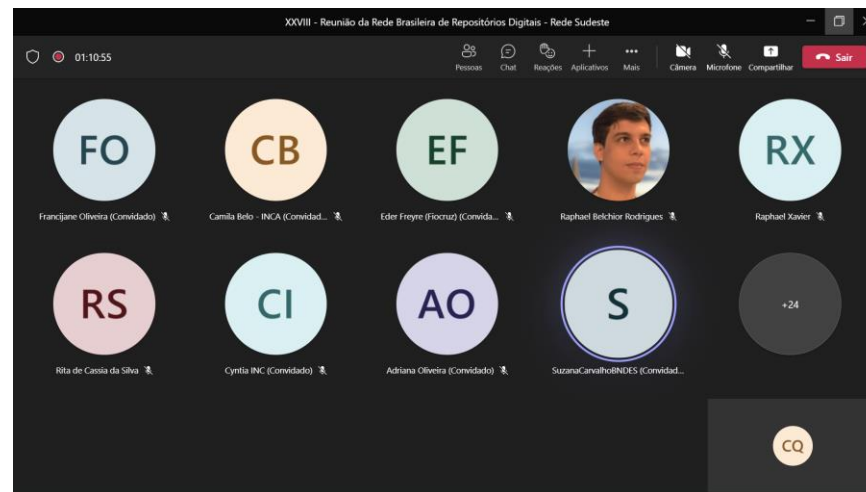 XXVIII - Reunião da Rede Brasileira de Repositórios Digitais - Rede Sudeste
01:10:55
Pessoas
Chat
Reações
Aplicativos
Mais
Câmera
Microfone
Compartilhar
Sair
FO
CB
EF
RX
Francijane Oliveira (Convidado)
Camila Belo - INCA (Convidad...
Eder Freyre (Fiocruz) (Convida...
Raphael Belchior Rodrigues
Raphael Xavier
RS
CI
AO
S
+24
Rita de Cassia da Silva
Cyntia INC (Convidado)
Adriana Oliveira (Convidado)
SuzanaCarvalhoBNDES (Convidad...
CQ